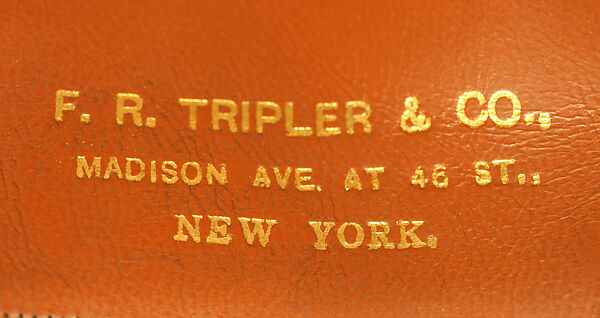 F. R. TRIPLER & CO.,
MADISON AVE. AT 46 ST.,
NEW YORK.